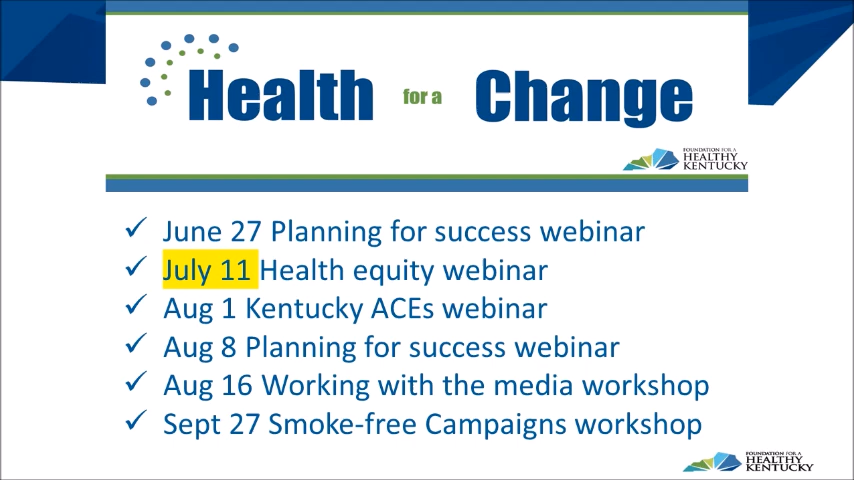 Health for a Change
FOUNDATION FOR A
HEALTHY
KENTUCKY
✓ June 27 Planning for success webinar
✓ July 11 Health equity webinar
✓ Aug 1 Kentucky ACEs webinar
✓ Aug 8 Planning for success webinar
✓ Aug 16 Working with the media workshop
✓ Sept 27 Smoke-free Campaigns workshop
FOUNDATION FOR A
HEALTHY
KENTUCKY